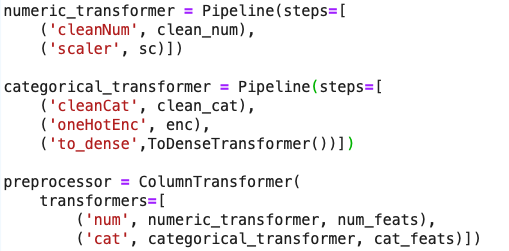 numeric_transformer = Pipeline(steps=[
    ('cleanNum', clean_num),
    ('scaler', sc)])

categorical_transformer = Pipeline(steps=[
    ('cleanCat', clean_cat),
    ('oneHotEnc', enc),
    ('to_dense',ToDenseTransformer())])

preprocessor = ColumnTransformer(
    transformers=[
        ('num', numeric_transformer, num_feats),
        ('cat', categorical_transformer, cat_feats)])